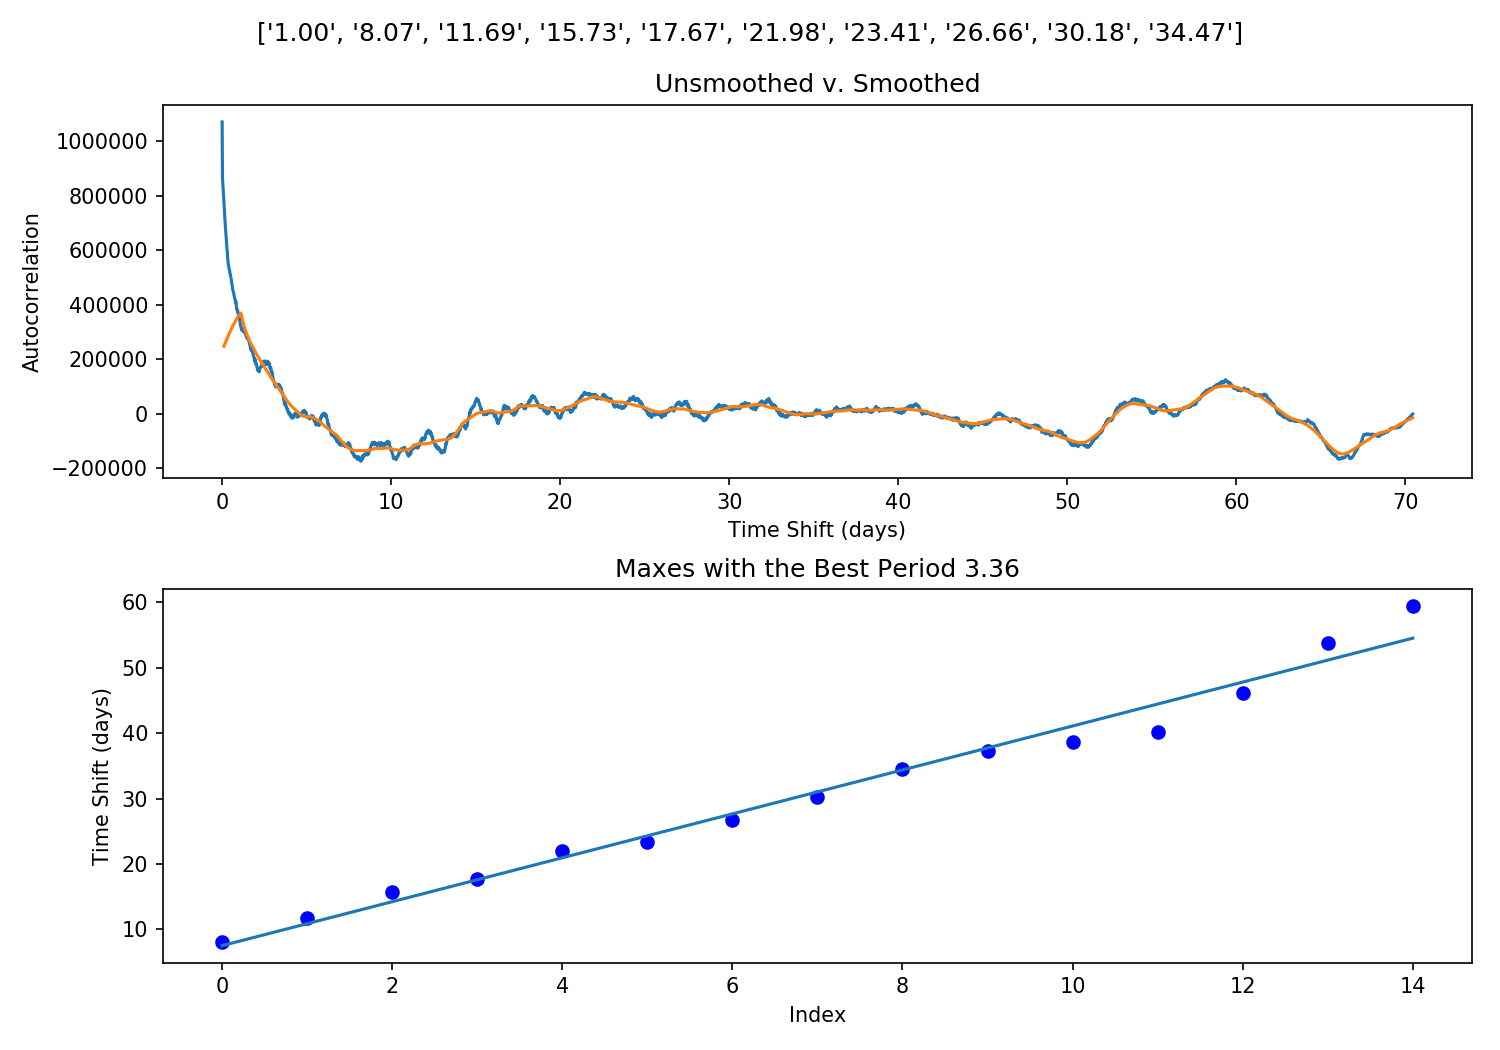 ['1.00', '8.07', '11.69', '15.73', '17.67', '21.98', '23.41', '26.66', '30.18', '34.47']
Unsmoothed v. Smoothed
1000000
800000
600000
400000
200000
0
−200000
Autocorrelation
0 10 20 30 40 50 60 70
Time Shift (days)
Maxes with the Best Period 3.36
60
50
40
30
20
10
Time Shift (days)
0 2 4 6 8 10 12 14
Index